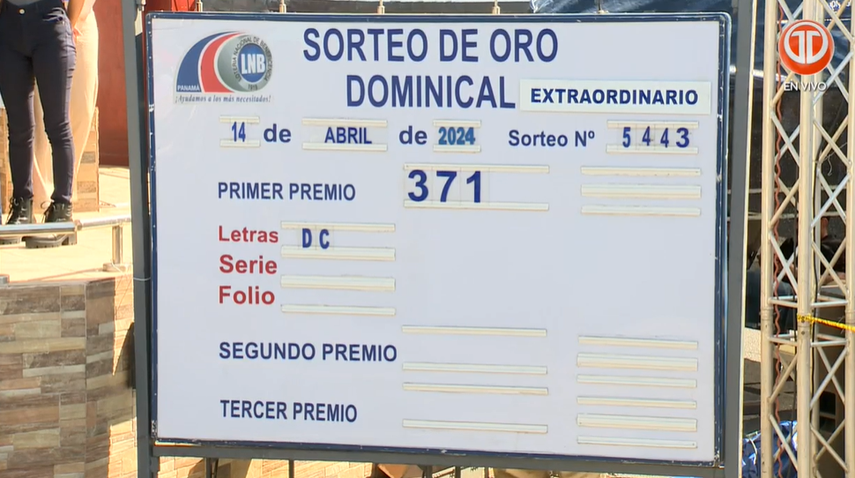 LNB
PANAMA
¡Ayudamos a los más necesitados!
SORTEO DE ORO
DOMINICAL EXTRAORDINARIO
14 de ABRIL de 2024 Sorteo Nº 5443
PRIMER PREMIO 371
Letras DC
Serie
Folio
SEGUNDO PREMIO
TERCER PREMIO
EN VIVO